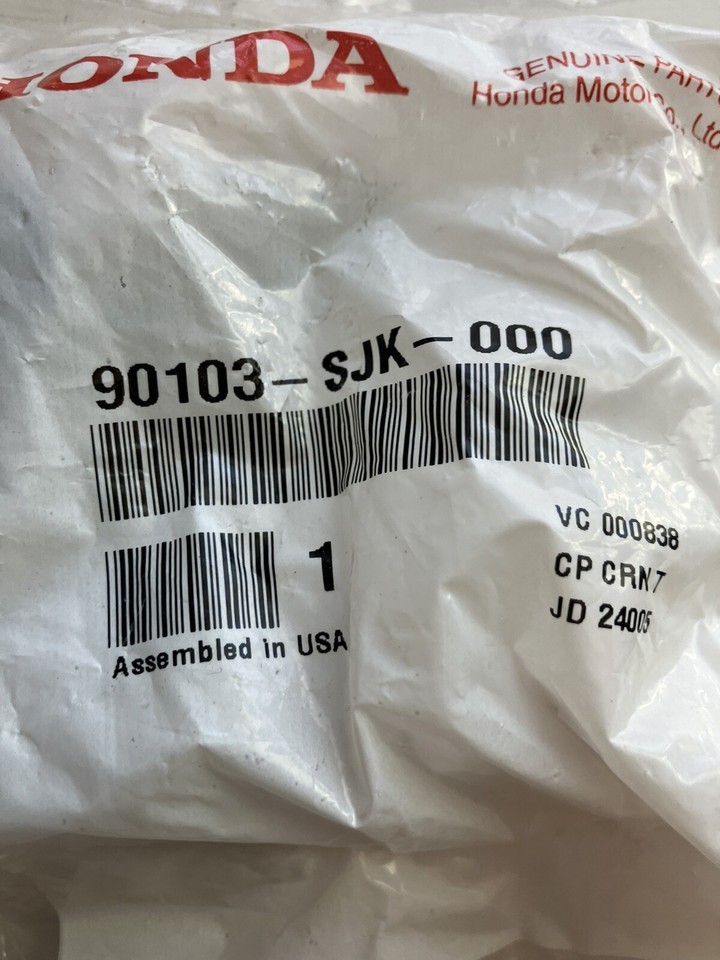 HONDA
GENUINE PARTS
Honda Motor Co., Ltd.
90103-SJK-000
1
Assembled in USA
VC 000838
CP CRN7
JD 24005